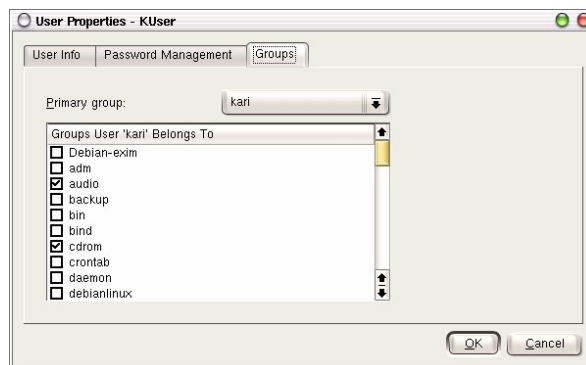 User Properties - KUser
User Info Password Management Groups
Primary group: kari
Groups User 'kari' Belongs To
Debian-exim
adm
audio
backup
bin
bind
cdrom
crontab
daemon
debianlinux
OK Cancel